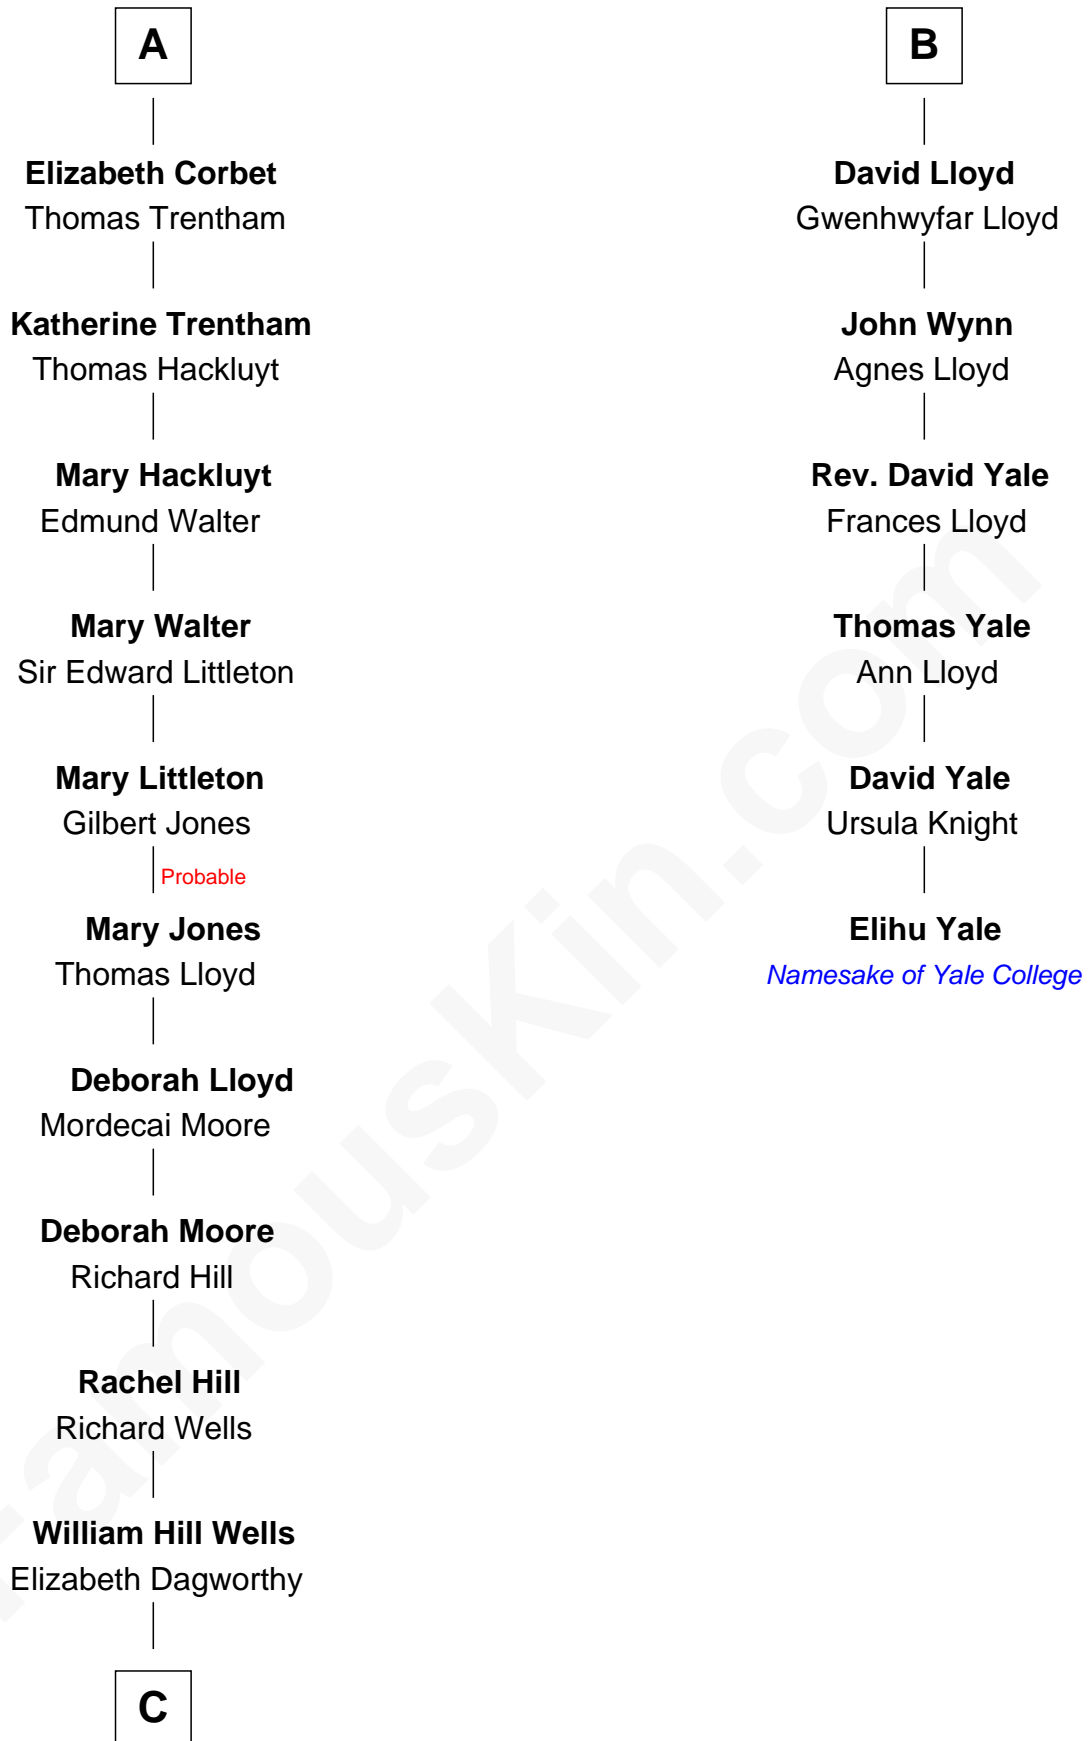 A
Elizabeth Corbet
Thomas Trentham
Katherine Trentham
Thomas Hackluyt
Mary Hackluyt
Edmund Walter
Mary Walter
Sir Edward Littleton
Mary Littleton
Gilbert Jones
Probable
Mary Jones
Thomas Lloyd
Deborah Lloyd
Mordecai Moore
Deborah Moore
Richard Hill
Rachel Hill
Richard Wells
William Hill Wells
Elizabeth Dagworthy
C
B
David Lloyd
Gwenhwyfar Lloyd
John Wynn
Agnes Lloyd
Rev. David Yale
Frances Lloyd
Thomas Yale
Ann Lloyd
David Yale
Ursula Knight
Elihu Yale
Namesake of Yale College
FamousKin.com